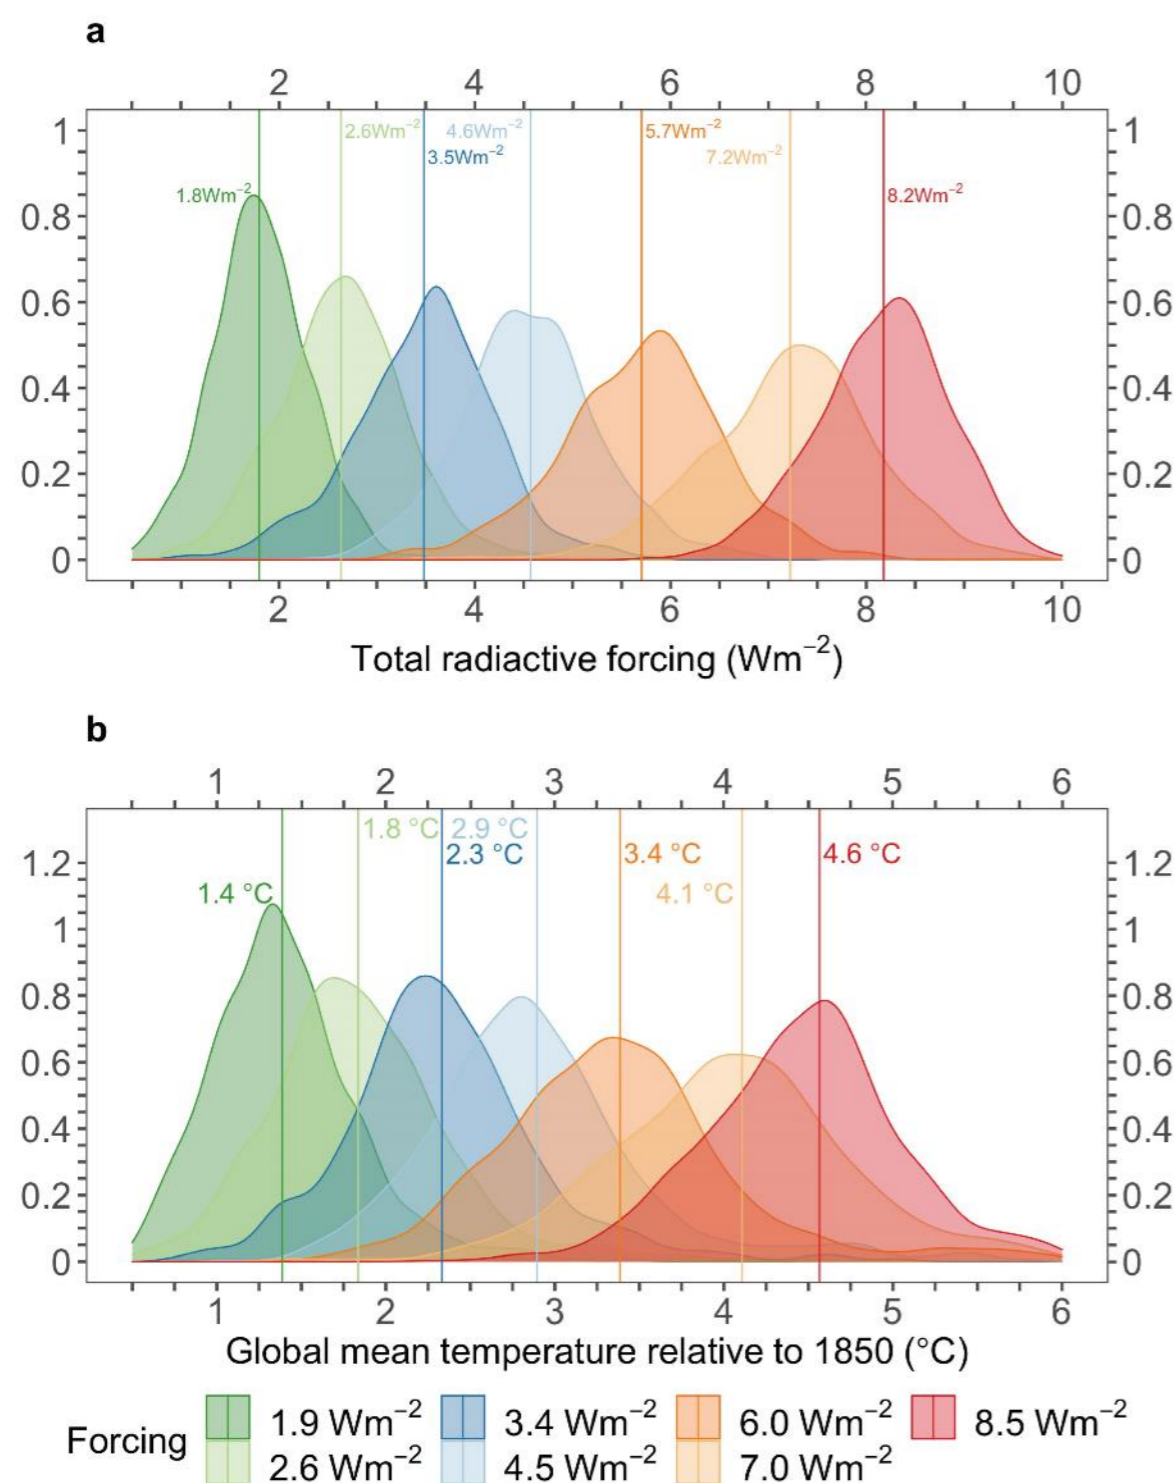 a
2 4 6 8 10
1 2.6Wm⁻² 4.6Wm⁻² 5.7Wm⁻² 1
3.5Wm⁻² 7.2Wm⁻²
1.8Wm⁻² 8.2Wm⁻²
0.8 0.8
0.6 0.6
0.4 0.4
0.2 0.2
0 0
2 4 6 8 10
Total radiactive forcing (Wm⁻²)
b
1 2 3 4 5 6
1.8 °C 2.9 °C
1.2 2.3 °C 3.4 °C 4.6 °C 1.2
1.4 °C 4.1 °C
1 1
0.8 0.8
0.6 0.6
0.4 0.4
0.2 0.2
0 0
1 2 3 4 5 6
Global mean temperature relative to 1850 (°C)
Forcing
1.9 Wm⁻² 3.4 Wm⁻² 6.0 Wm⁻² 8.5 Wm⁻²
2.6 Wm⁻² 4.5 Wm⁻² 7.0 Wm⁻²